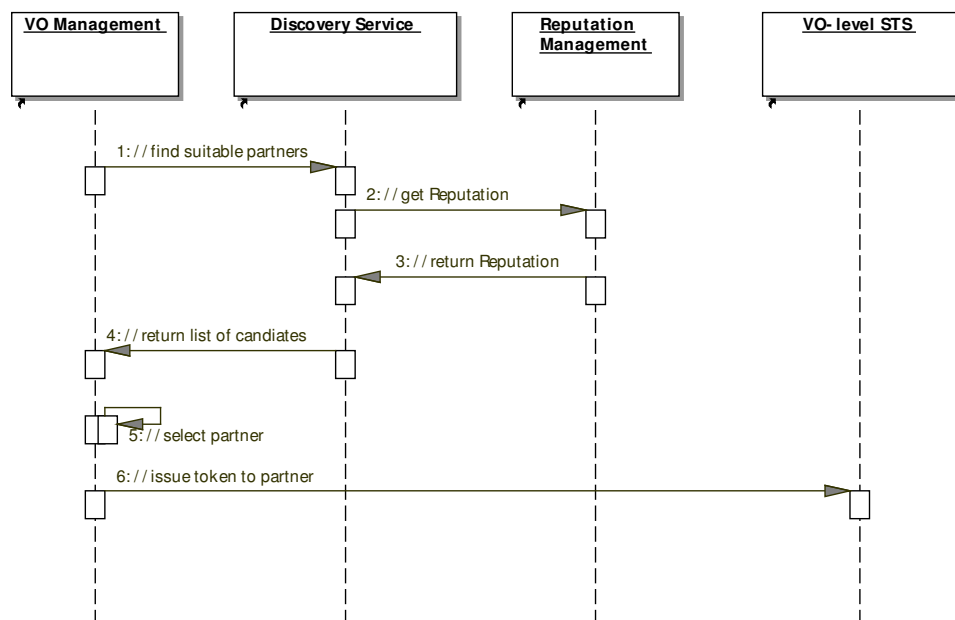 VO Management
Discovery Service
Reputation
Management
VO- level STS
1: // find suitable partners
2: // get Reputation
3: // return Reputation
4: // return list of candiates
5: // select partner
6: // issue token to partner